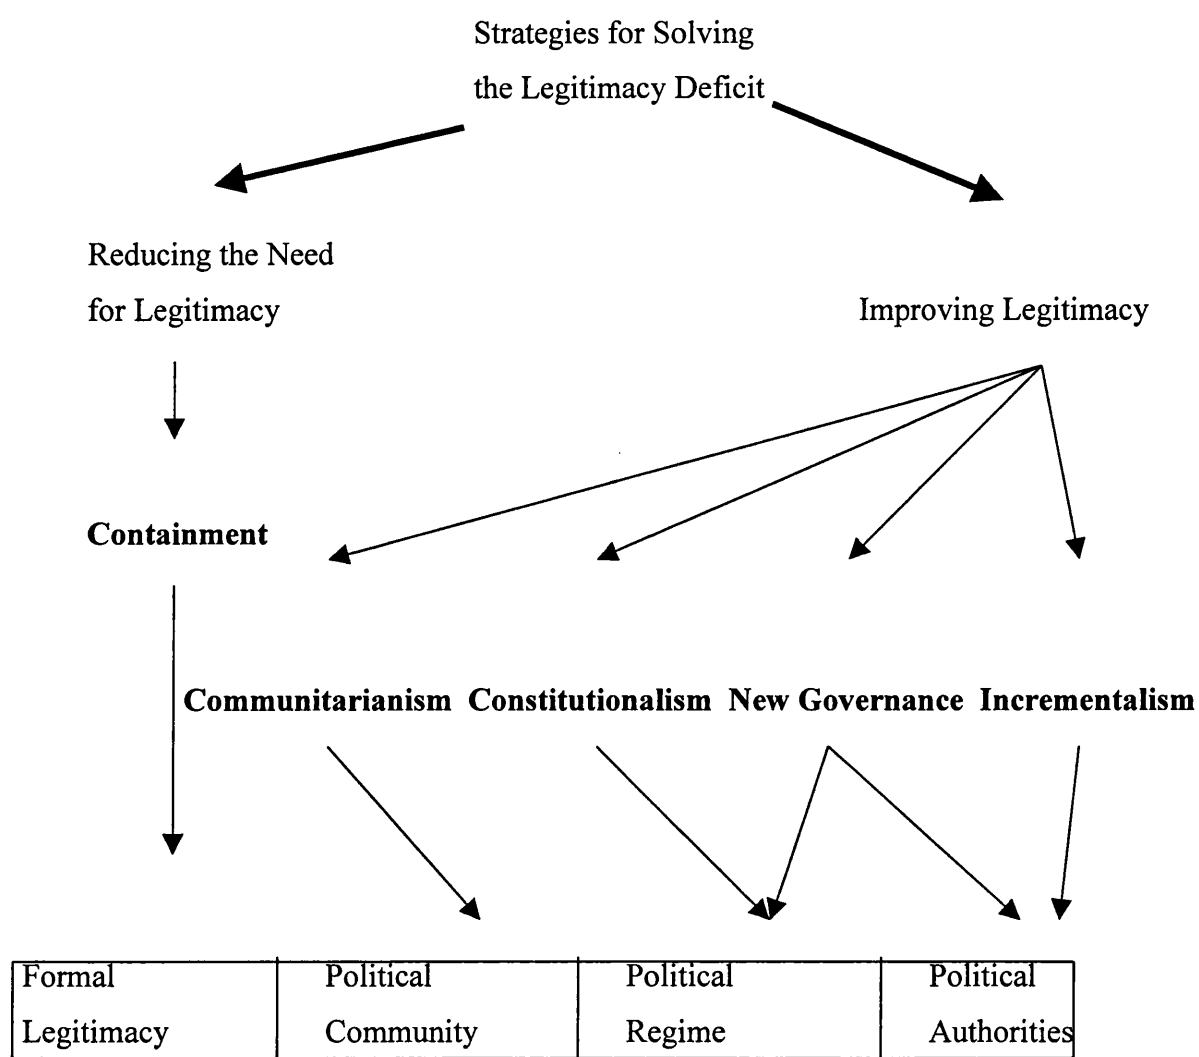 Strategies for Solving
the Legitimacy Deficit
Reducing the Need
for Legitimacy
Improving Legitimacy
Containment
Communitarianism Constitutionalism New Governance Incrementalism
Formal Political Political Political
Legitimacy Community Regime Authorities